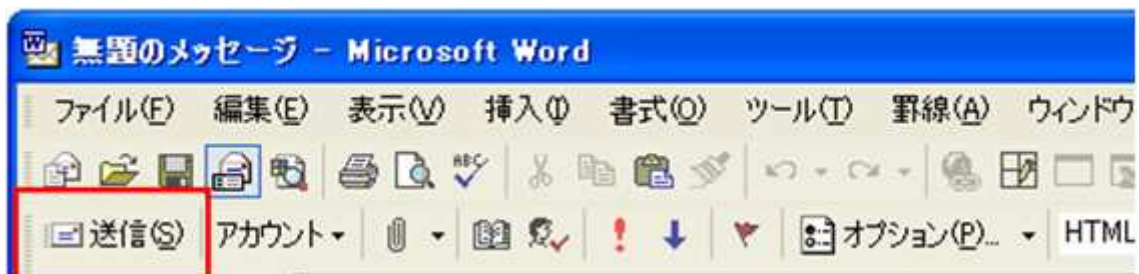 無題のメッセージ - Microsoft Word
ファイル(F) 編集(E) 表示(V) 挿入(I) 書式(O) ツール(T) 罫線(A) ウィンドウ
ABC
送信(S) アカウント オプション(P)... HTML